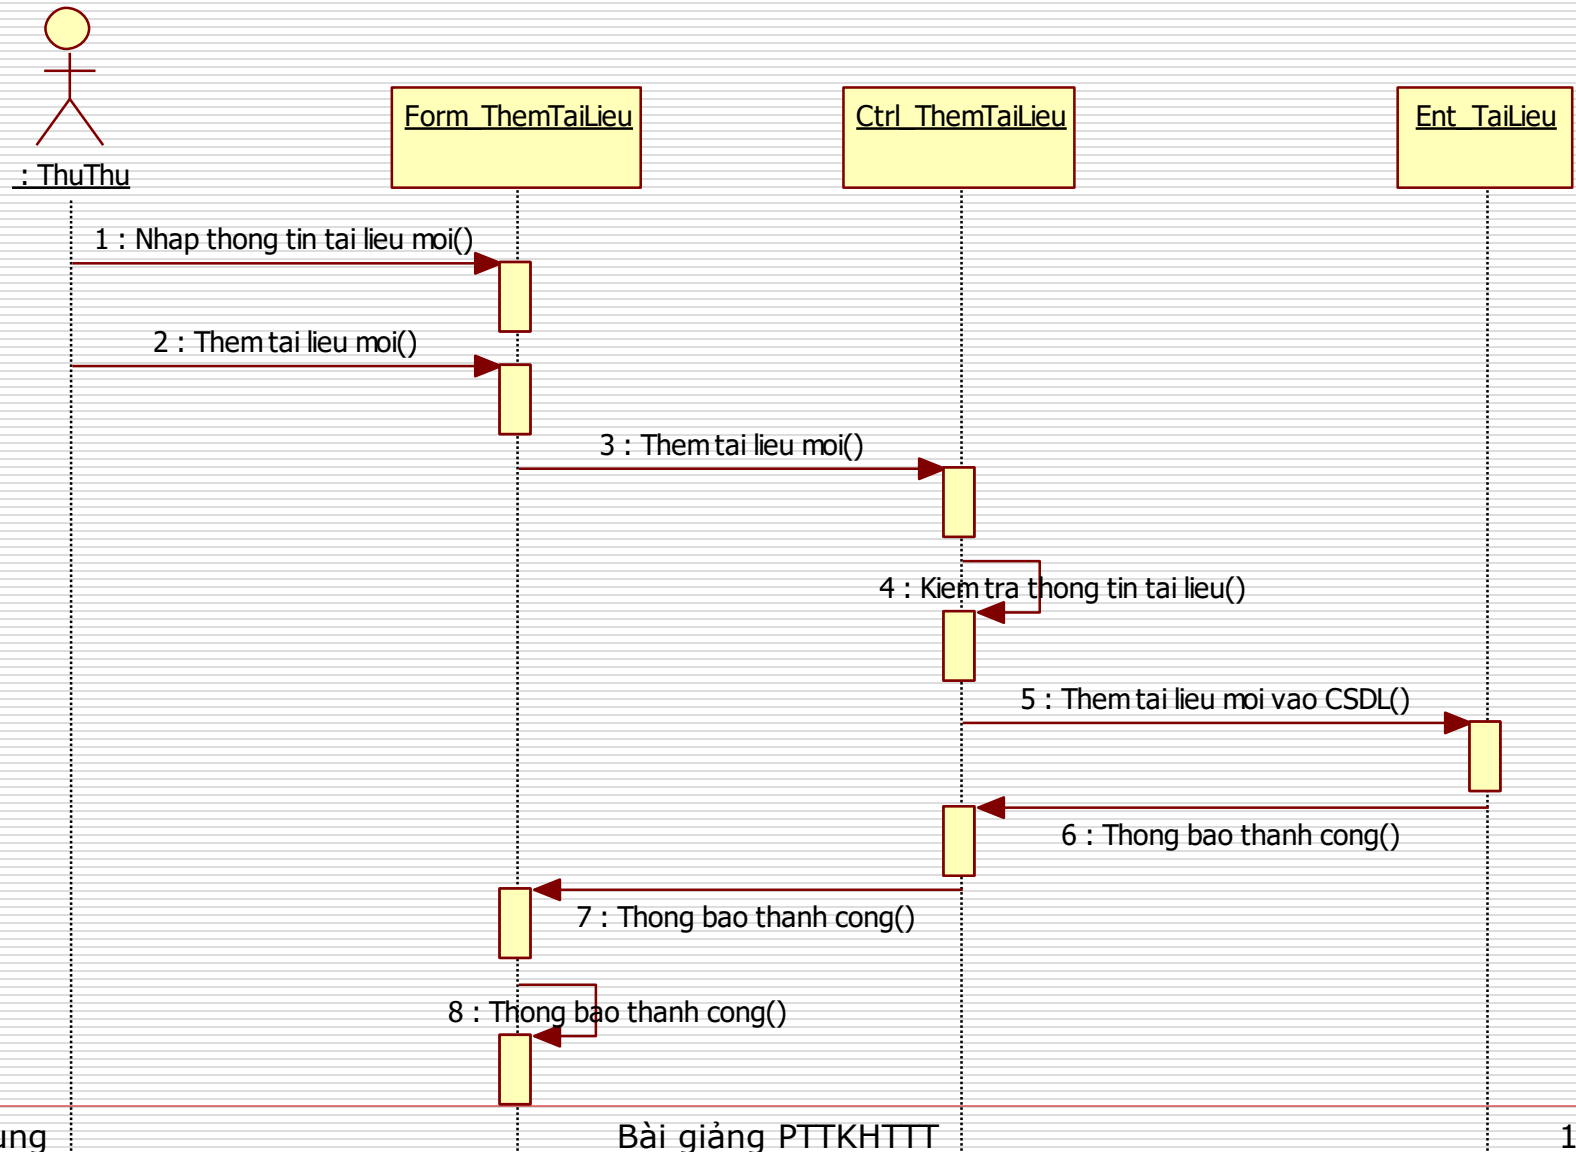 Form_ThemTaiLieu
Ctrl_ThemTaiLieu
Ent_TaiLieu
: ThuThu
1 : Nhap thong tin tai lieu moi()
2 : Them tai lieu moi()
3 : Them tai lieu moi()
4 : Kiem tra thong tin tai lieu()
5 : Them tai lieu moi vao CSDL()
6 : Thong bao thanh cong()
7 : Thong bao thanh cong()
8 : Thong bao thanh cong()
Bài giảng PTTKHTTT